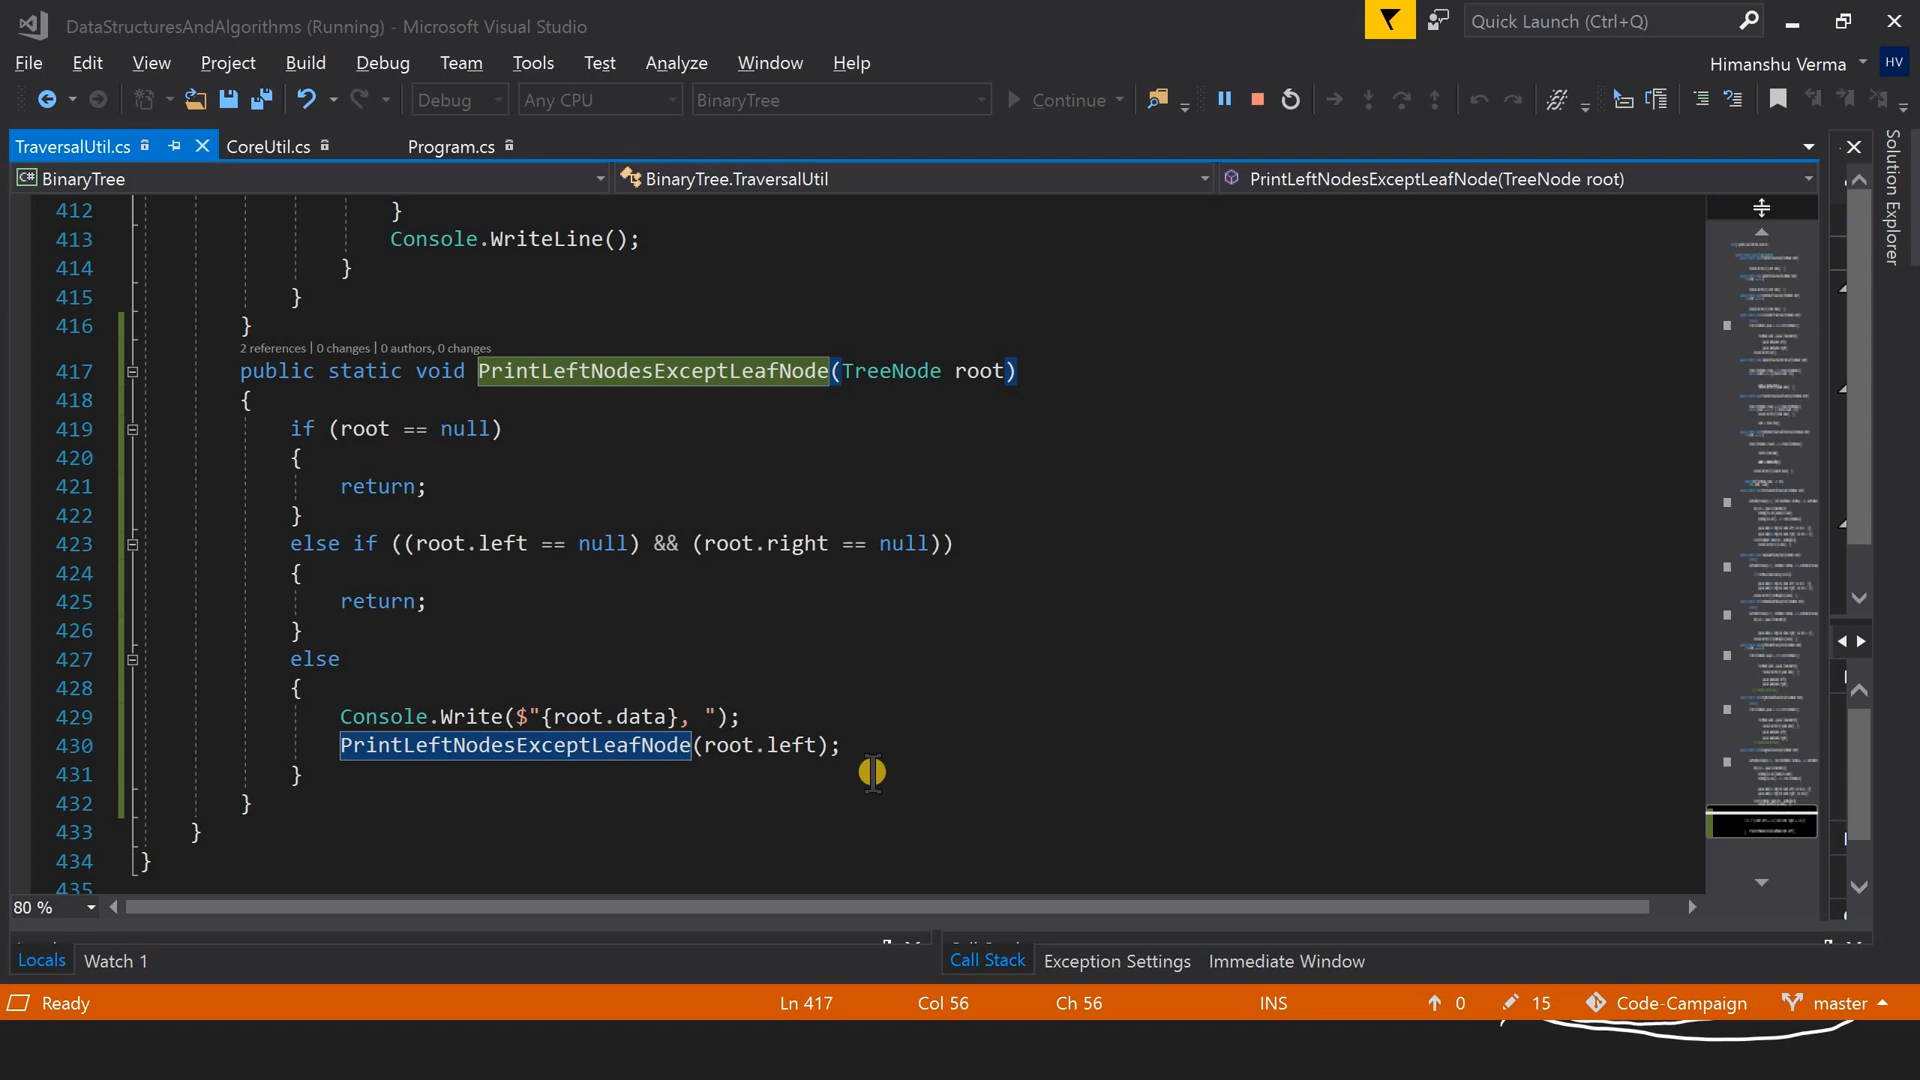 DataStructuresAndAlgorithms (Running) - Microsoft Visual Studio
Quick Launch (Ctrl+Q)
File Edit View Project Build Debug Team Tools Test Analyze Window Help
Himanshu Verma HV
Debug Any CPU BinaryTree Continue
TraversalUtil.cs CoreUtil.cs Program.cs
C# BinaryTree BinaryTree.TraversalUtil PrintLeftNodesExceptLeafNode(TreeNode root)
Solution Explorer
412 }
413 Console.WriteLine();
414 }
415 }
416 }
2 references | 0 changes | 0 authors, 0 changes
417 public static void PrintLeftNodesExceptLeafNode(TreeNode root)
418 {
419 if (root == null)
420 {
421 return;
422 }
423 else if ((root.left == null) && (root.right == null))
424 {
425 return;
426 }
427 else
428 {
429 Console.Write($"{root.data}, ");
430 PrintLeftNodesExceptLeafNode(root.left);
431 }
432 }
433 }
434 }
435
80 %
Locals Watch 1 Call Stack Exception Settings Immediate Window
Ready Ln 417 Col 56 Ch 56 INS 0 15 Code-Campaign master